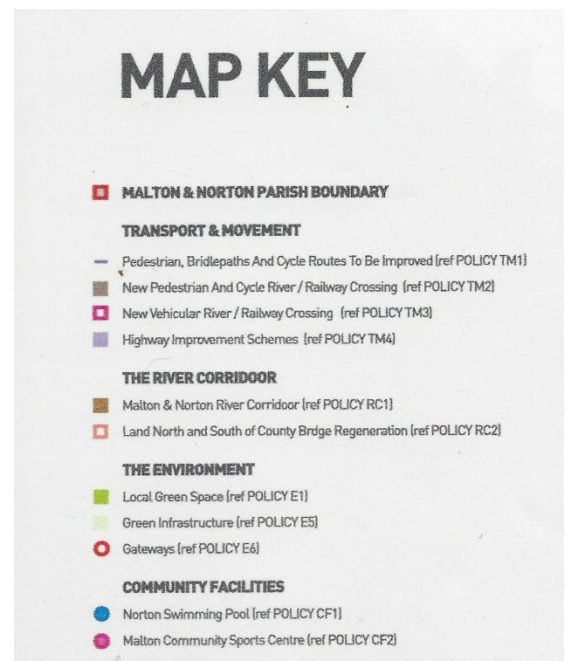 MAP KEY
MALTON & NORTON PARISH BOUNDARY
TRANSPORT & MOVEMENT
Pedestrian, Bridlepaths And Cycle Routes To Be Improved (ref POLICY TM1)
New Pedestrian And Cycle River / Railway Crossing (ref POLICY TM2)
New Vehicular River / Railway Crossing (ref POLICY TM3)
Highway Improvement Schemes (ref POLICY TM4)
THE RIVER CORRIDOOR
Malton & Norton River Corridoor (ref POLICY RC1)
Land North and South of County Brdge Regeneration (ref POLICY RC2)
THE ENVIRONMENT
Local Green Space (ref POLICY E1)
Green Infrastructure (ref POLICY E5)
Gateways (ref POLICY E6)
COMMUNITY FACILITIES
Norton Swimming Pool (ref POLICY CF1)
Malton Community Sports Centre (ref POLICY CF2)